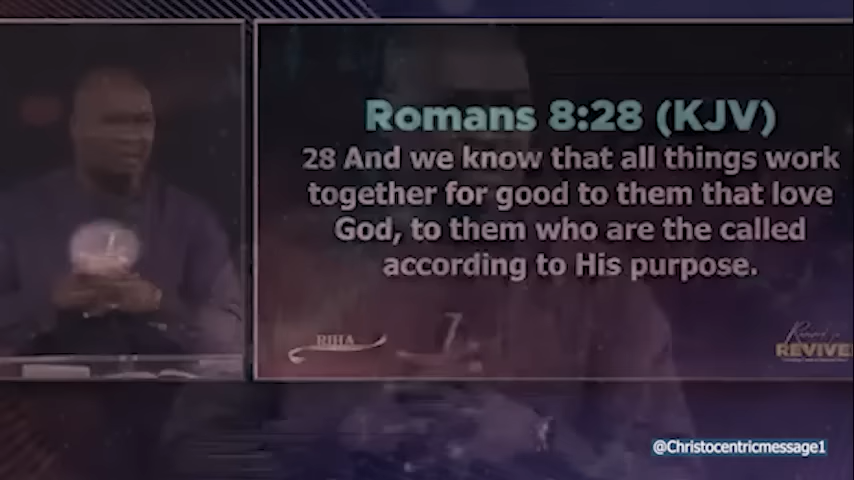 Romans 8:28 (KJV)
28 And we know that all things work
together for good to them that love
God, to them who are the called
according to His purpose.
RIHA
REVIVE
@Christocentricmessage1